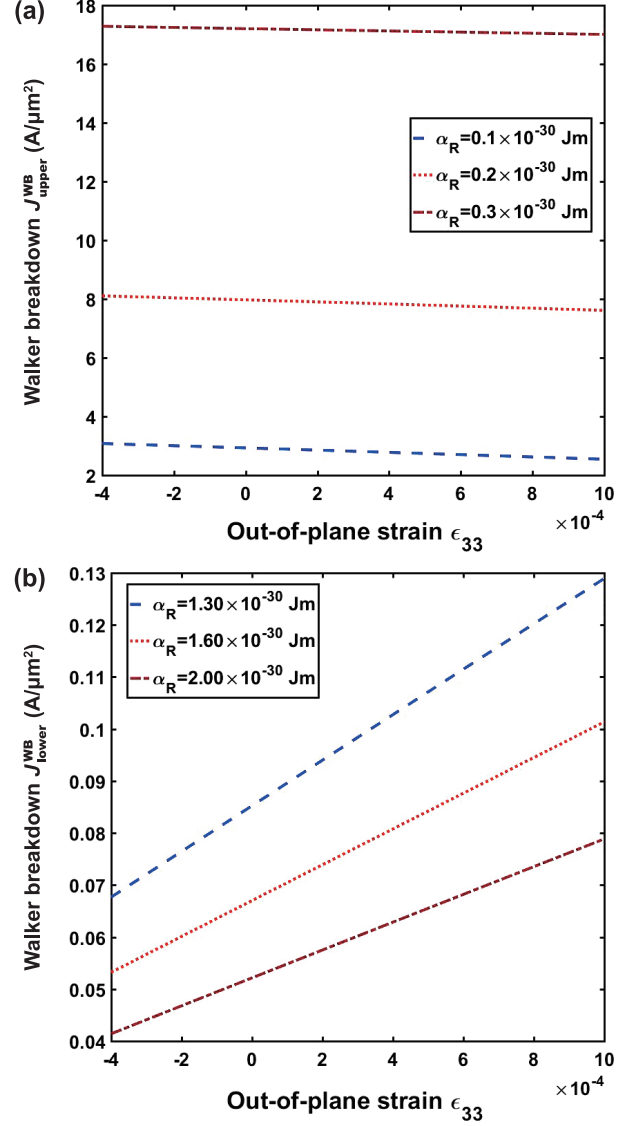 (a)
18
16
14
12
10
8
6
4
2
Walker breakdown J^WB_upper (A/μm²)
α_R=0.1×10^-30 Jm
α_R=0.2×10^-30 Jm
α_R=0.3×10^-30 Jm
-4 -2 0 2 4 6 8 10
×10^-4
Out-of-plane strain ϵ_33
(b)
0.13
0.12
0.11
0.1
0.09
0.08
0.07
0.06
0.05
0.04
Walker breakdown J^WB_lower (A/μm²)
α_R=1.30×10^-30 Jm
α_R=1.60×10^-30 Jm
α_R=2.00×10^-30 Jm
-4 -2 0 2 4 6 8 10
×10^-4
Out-of-plane strain ϵ_33